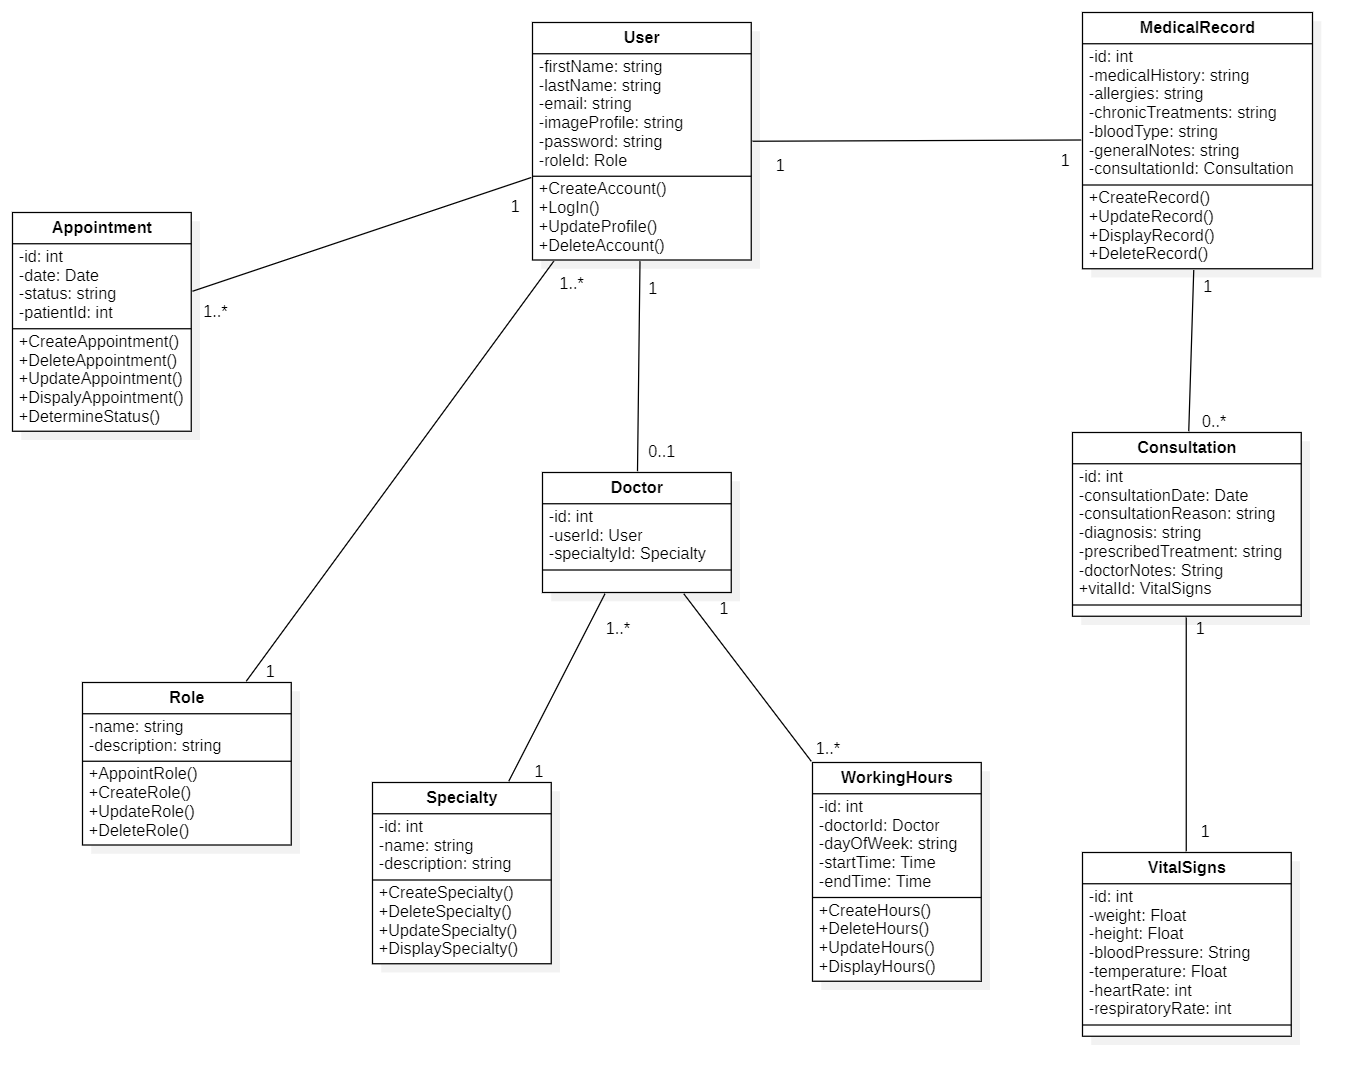 User
-firstName: string
-lastName: string
-email: string
-imageProfile: string
-password: string
-roleId: Role
+CreateAccount()
+LogIn()
+UpdateProfile()
+DeleteAccount()
MedicalRecord
-id: int
-medicalHistory: string
-allergies: string
-chronicTreatments: string
-bloodType: string
-generalNotes: string
-consultationId: Consultation
+CreateRecord()
+UpdateRecord()
+DisplayRecord()
+DeleteRecord()
1
1
1
1..*
Appointment
-id: int
-date: Date
-status: string
-patientId: int
+CreateAppointment()
+DeleteAppointment()
+UpdateAppointment()
+DispalyAppointment()
+DetermineStatus()
1..*
1
1
0..1
1
0..*
Doctor
-id: int
-userId: User
-specialtyId: Specialty
Consultation
-id: int
-consultationDate: Date
-consultationReason: string
-diagnosis: string
-prescribedTreatment: string
-doctorNotes: String
+vitalId: VitalSigns
Role
-name: string
-description: string
+AppointRole()
+CreateRole()
+UpdateRole()
+DeleteRole()
1..*
1
1
1..*
1
1
Specialty
-id: int
-name: string
-description: string
+CreateSpecialty()
+DeleteSpecialty()
+UpdateSpecialty()
+DisplaySpecialty()
WorkingHours
-id: int
-doctorId: Doctor
-dayOfWeek: string
-startTime: Time
-endTime: Time
+CreateHours()
+DeleteHours()
+UpdateHours()
+DisplayHours()
VitalSigns
-id: int
-weight: Float
-height: Float
-bloodPressure: String
-temperature: Float
-heartRate: int
-respiratoryRate: int